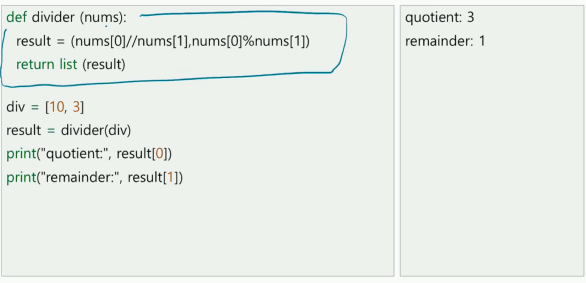 def divider (nums):
result = (nums[0]//nums[1],nums[0]%nums[1])
return list (result)
div = [10, 3]
result = divider(div)
print("quotient:", result[0])
print("remainder:", result[1])
quotient: 3
remainder: 1